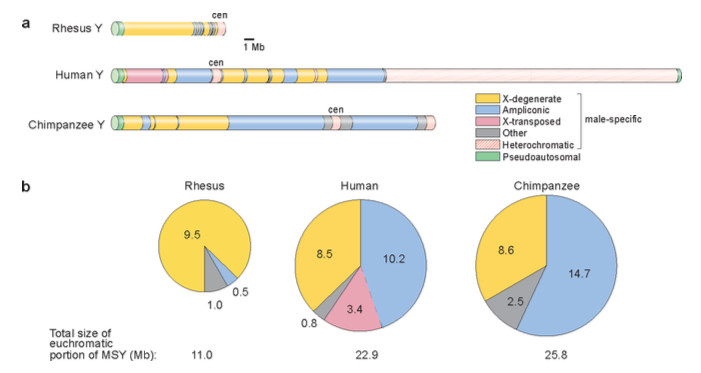 a
cen
Rhesus Y
1 Mb
cen
Human Y
cen
Chimpanzee Y
X-degenerate
Ampliconic
X-transposed
Other
Heterochromatic
Pseudoautosomal
male-specific
b
Rhesus
Human
Chimpanzee
9.5
0.5
1.0
8.5
10.2
3.4
0.8
8.6
14.7
2.5
Total size of
euchromatic
portion of MSY (Mb):
11.0
22.9
25.8